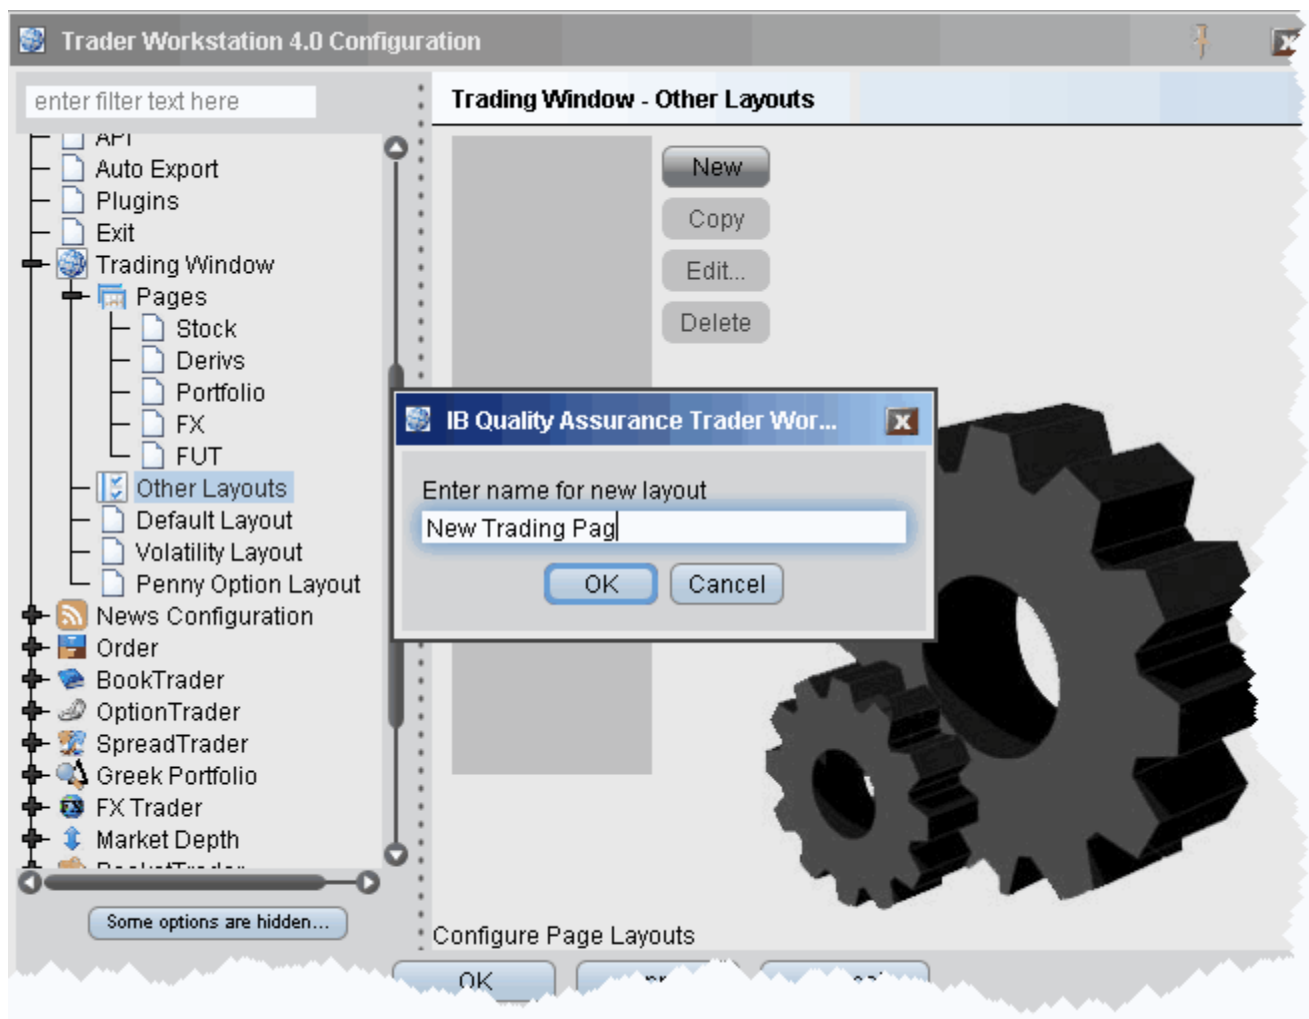 Trader Workstation 4.0 Configuration
enter filter text here
API
Auto Export
Plugins
Exit
Trading Window
Pages
Stock
Derivs
Portfolio
FX
FUT
Other Layouts
Default Layout
Volatility Layout
Penny Option Layout
News Configuration
Order
BookTrader
OptionTrader
SpreadTrader
Greek Portfolio
FX Trader
Market Depth
Some options are hidden...
Trading Window - Other Layouts
New
Copy
Edit...
Delete
IB Quality Assurance Trader Wor...
Enter name for new layout
New Trading Pag
OK
Cancel
Configure Page Layouts
OK